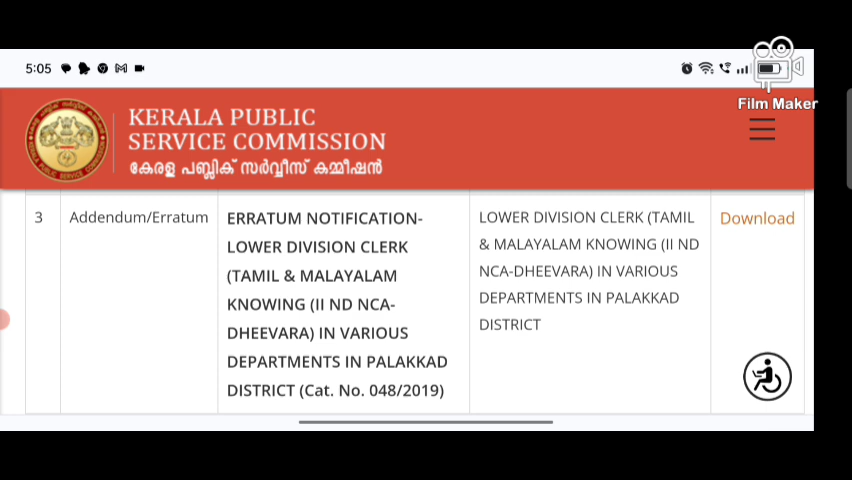 5:05
Film Maker
KERALA PUBLIC
SERVICE COMMISSION
കേരള പബ്ലിക് സർവ്വീസ് കമ്മീഷൻ
3
Addendum/Erratum
ERRATUM NOTIFICATION-
LOWER DIVISION CLERK
(TAMIL & MALAYALAM
KNOWING (II ND NCA-
DHEEVARA) IN VARIOUS
DEPARTMENTS IN PALAKKAD
DISTRICT (Cat. No. 048/2019)
LOWER DIVISION CLERK (TAMIL
& MALAYALAM KNOWING (II ND
NCA-DHEEVARA) IN VARIOUS
DEPARTMENTS IN PALAKKAD
DISTRICT
Download